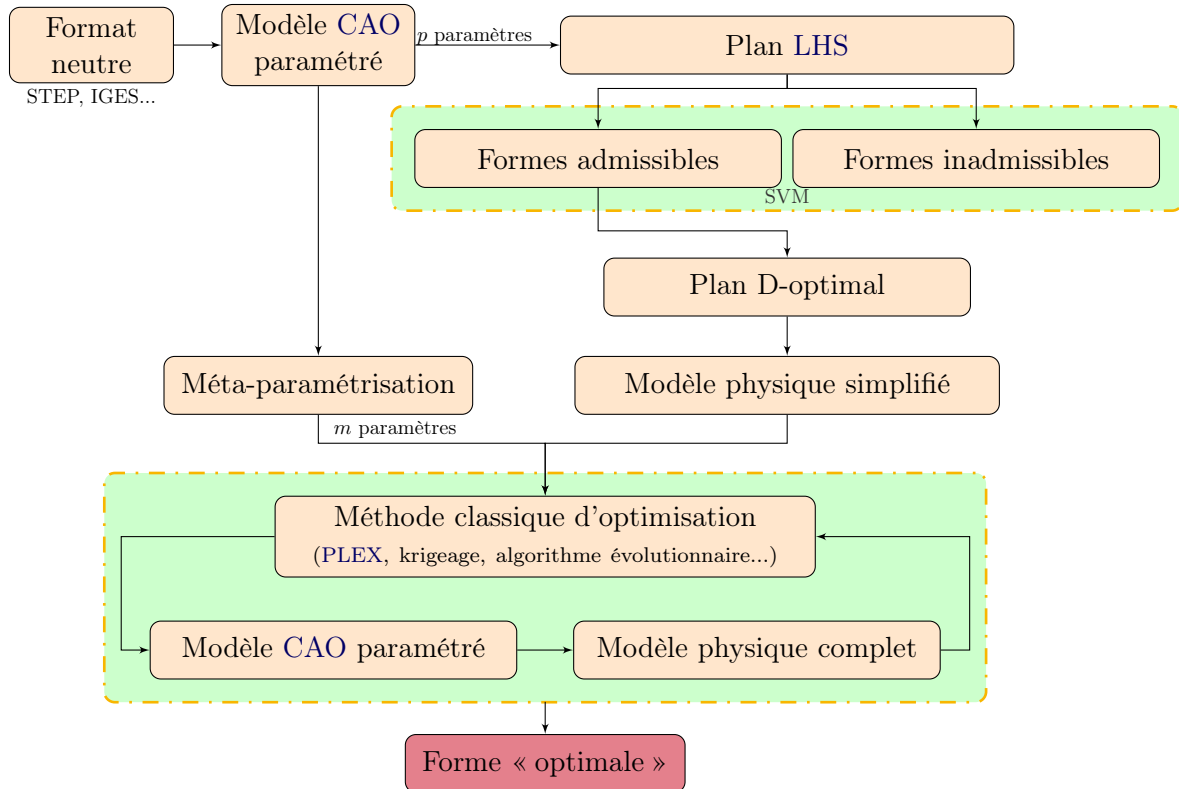 Format
neutre
STEP, IGES...
Modèle CAO
paramétré
p paramètres
Plan LHS
Formes admissibles
Formes inadmissibles
SVM
Plan D-optimal
Méta-paramétrisation
Modèle physique simplifié
m paramètres
Méthode classique d'optimisation
(PLEX, krigeage, algorithme évolutionnaire...)
Modèle CAO paramétré
Modèle physique complet
Forme « optimale »